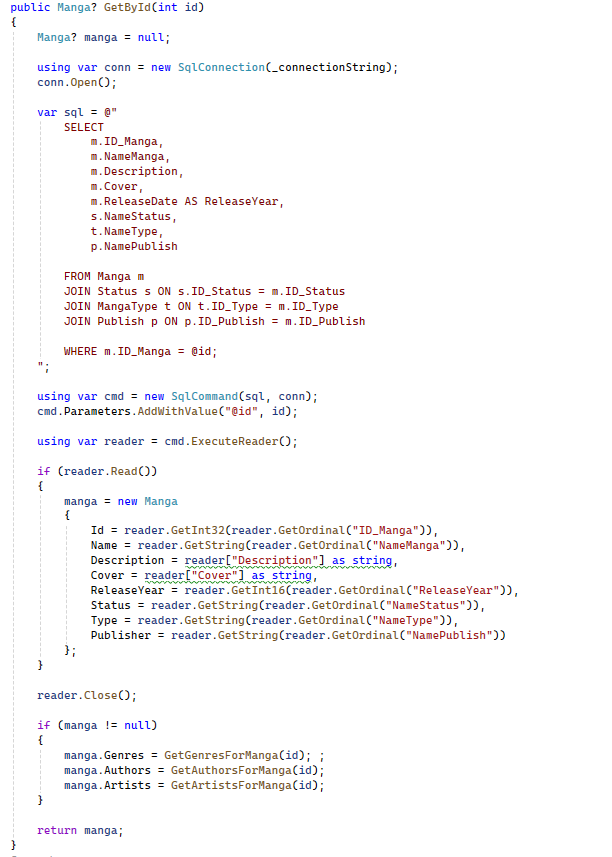 public Manga? GetById(int id)
{
    Manga? manga = null;

    using var conn = new SqlConnection(_connectionString);
    conn.Open();

    var sql = @"
        SELECT
            m.ID_Manga,
            m.NameManga,
            m.Description,
            m.Cover,
            m.ReleaseDate AS ReleaseYear,
            s.NameStatus,
            t.NameType,
            p.NamePublish

        FROM Manga m
        JOIN Status s ON s.ID_Status = m.ID_Status
        JOIN MangaType t ON t.ID_Type = m.ID_Type
        JOIN Publish p ON p.ID_Publish = m.ID_Publish

        WHERE m.ID_Manga = @id;
    ";

    using var cmd = new SqlCommand(sql, conn);
    cmd.Parameters.AddWithValue("@id", id);

    using var reader = cmd.ExecuteReader();

    if (reader.Read())
    {
        manga = new Manga
        {
            Id = reader.GetInt32(reader.GetOrdinal("ID_Manga")),
            Name = reader.GetString(reader.GetOrdinal("NameManga")),
            Description = reader["Description"] as string,
            Cover = reader["Cover"] as string,
            ReleaseYear = reader.GetInt16(reader.GetOrdinal("ReleaseYear")),
            Status = reader.GetString(reader.GetOrdinal("NameStatus")),
            Type = reader.GetString(reader.GetOrdinal("NameType")),
            Publisher = reader.GetString(reader.GetOrdinal("NamePublish"))
        };
    }

    reader.Close();

    if (manga != null)
    {
        manga.Genres = GetGenresForManga(id); ;
        manga.Authors = GetAuthorsForManga(id);
        manga.Artists = GetArtistsForManga(id);
    }

    return manga;
}